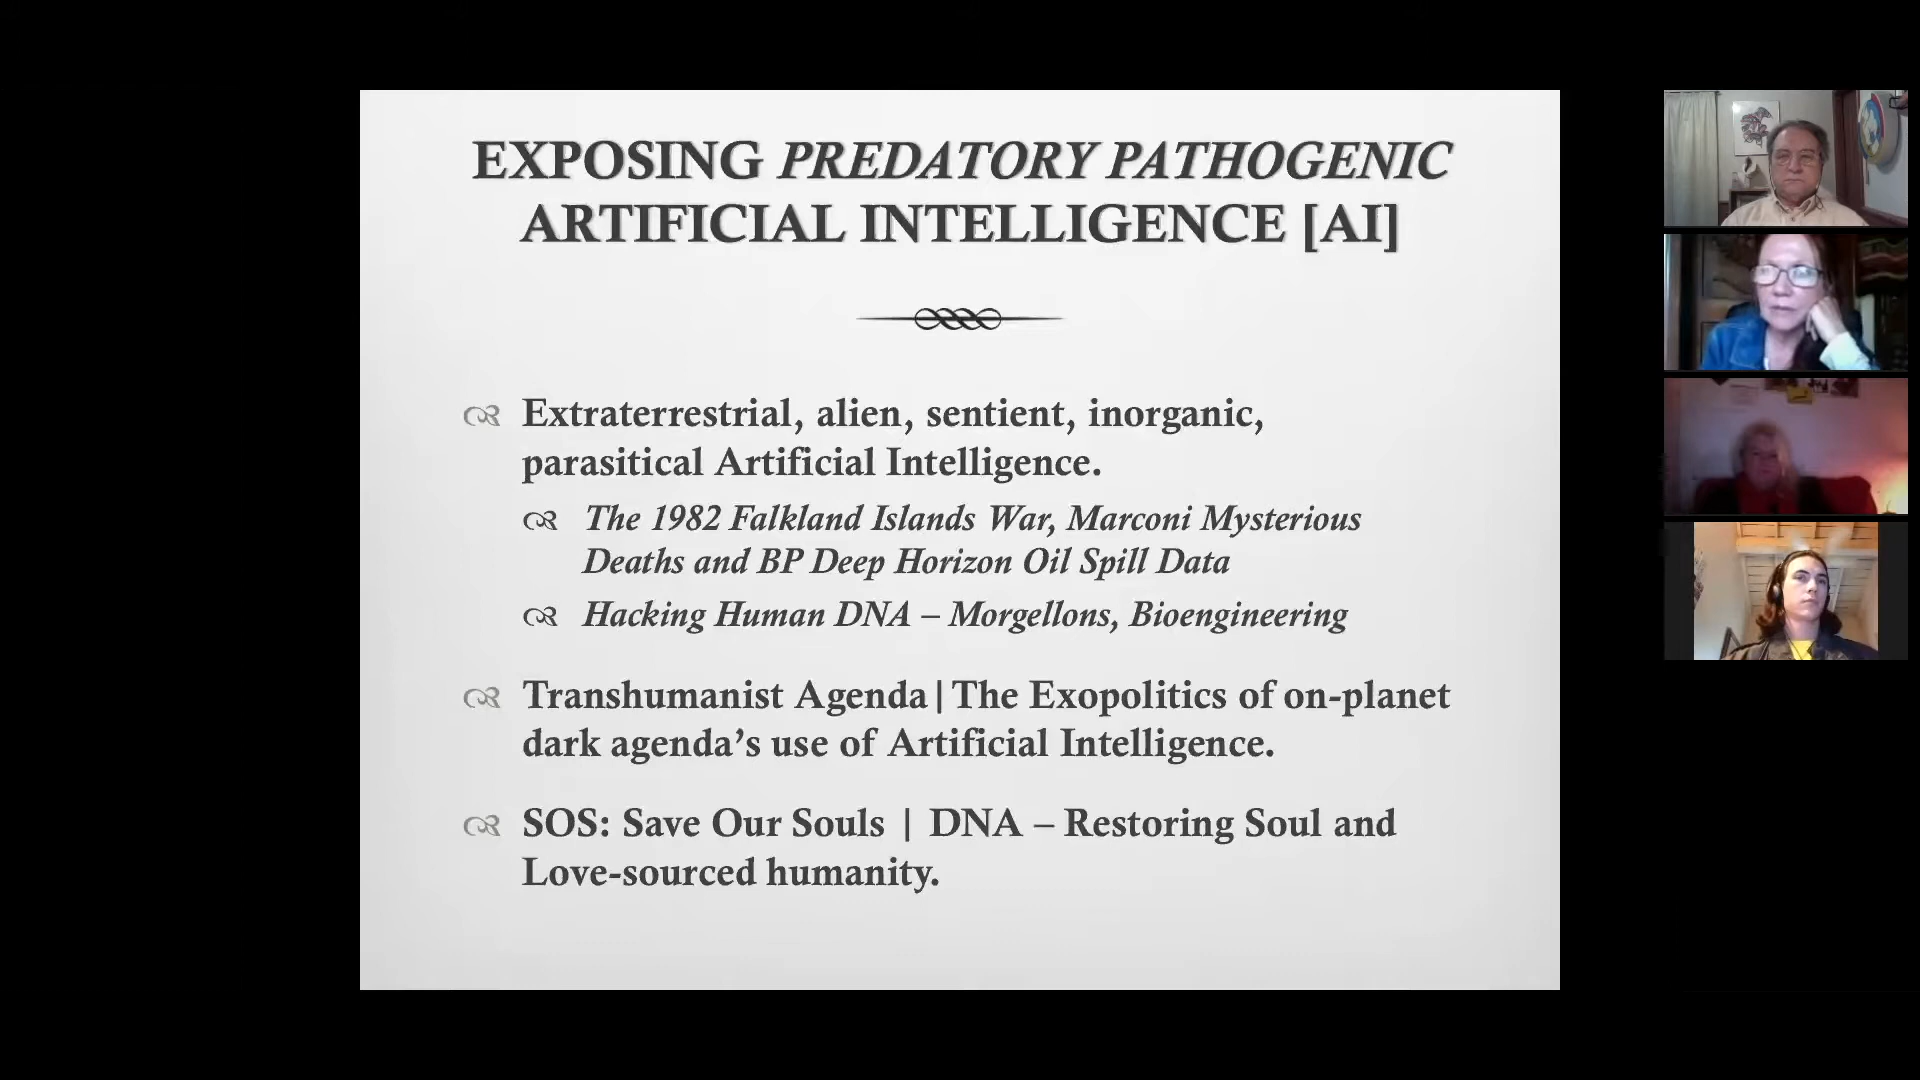 EXPOSING PREDATORY PATHOGENIC
ARTIFICIAL INTELLIGENCE [AI]
Extraterrestrial, alien, sentient, inorganic,
parasitical Artificial Intelligence.
The 1982 Falkland Islands War, Marconi Mysterious
Deaths and BP Deep Horizon Oil Spill Data
Hacking Human DNA – Morgellons, Bioengineering
Transhumanist Agenda|The Exopolitics of on-planet
dark agenda’s use of Artificial Intelligence.
SOS: Save Our Souls | DNA – Restoring Soul and
Love-sourced humanity.